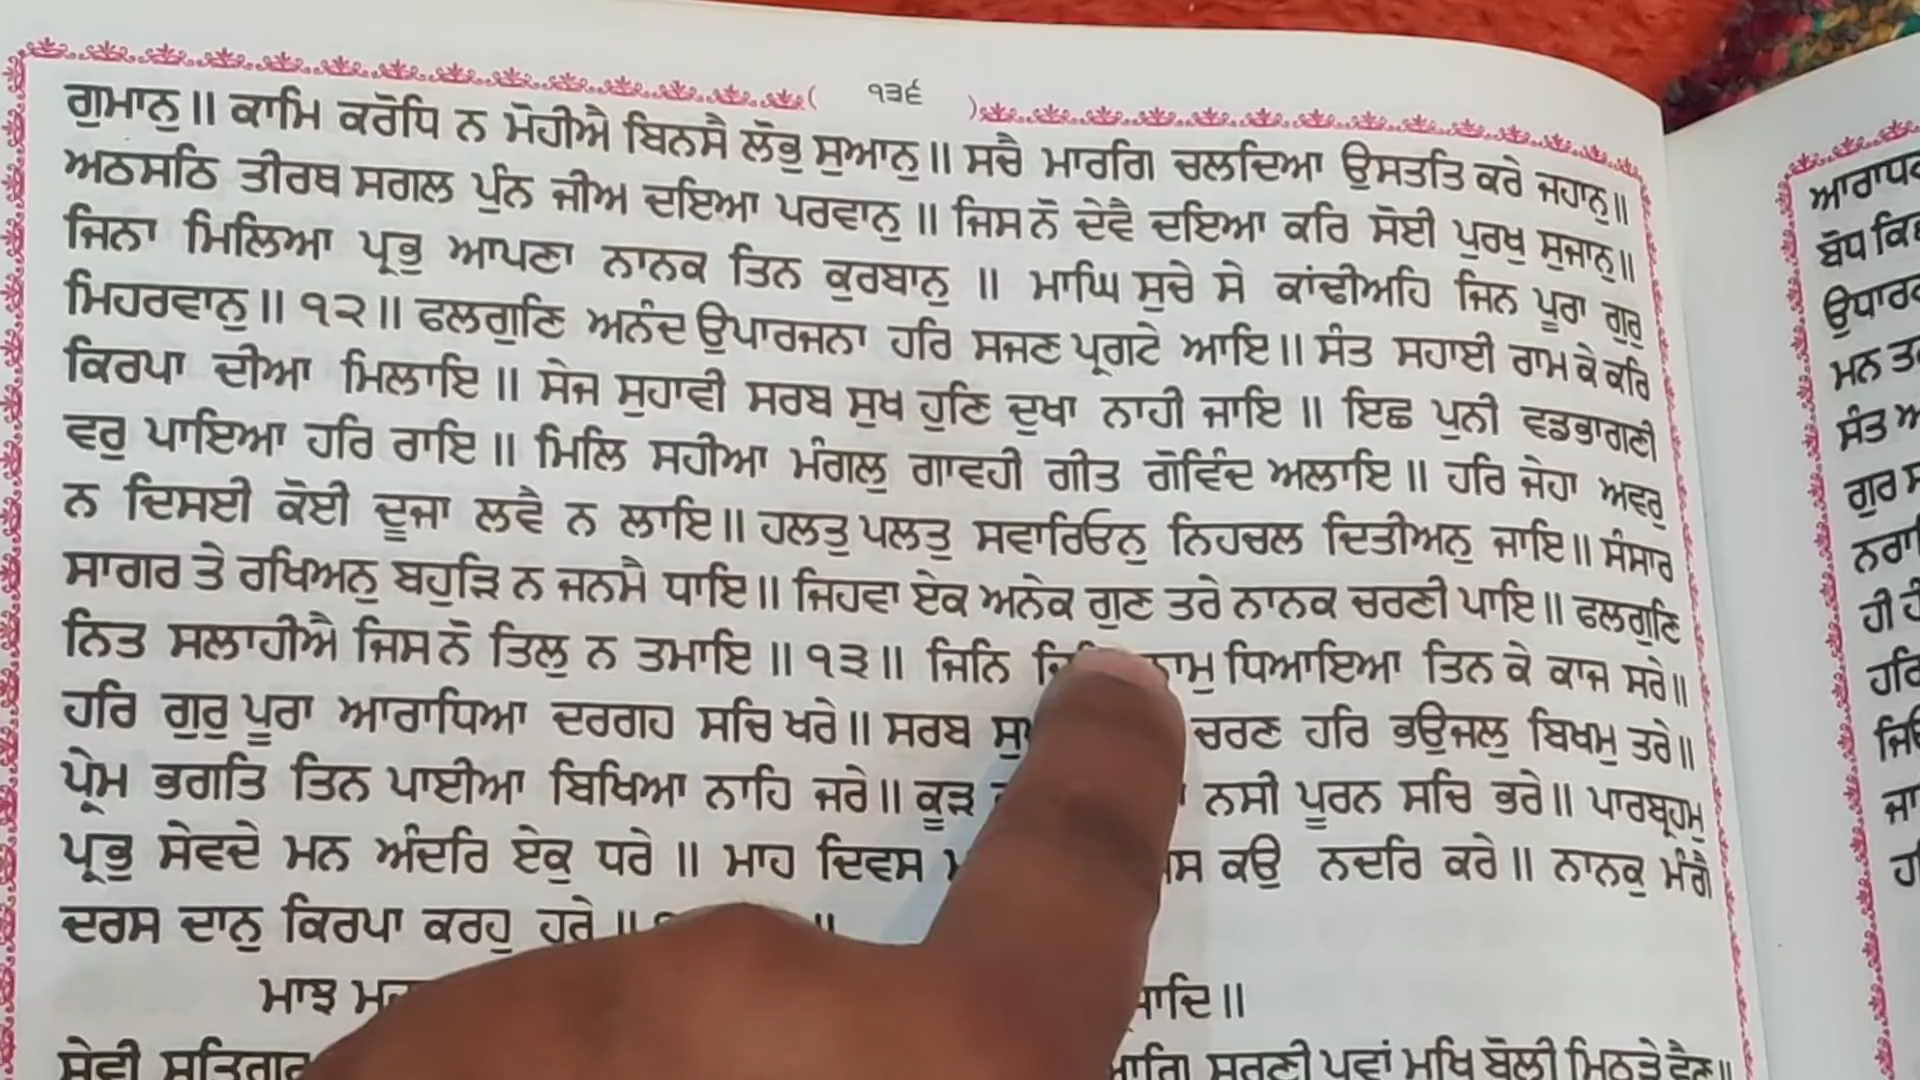 ੧੩੬
ਗੁਮਾਨੁ ॥ ਕਾਮਿ ਕਰੋਧਿ ਨ ਮੋਹੀਐ ਬਿਨਸੈ ਲੋਭੁ ਸੁਆਨੁ ॥ ਸਚੈ ਮਾਰਗਿ ਚਲਦਿਆ ਉਸਤਤਿ ਕਰੇ ਜਹਾਨੁ ॥
ਅਠਸਠਿ ਤੀਰਥ ਸਗਲ ਪੁੰਨ ਜੀਅ ਦਇਆ ਪਰਵਾਨੁ ॥ ਜਿਸ ਨੋ ਦੇਵੈ ਦਇਆ ਕਰਿ ਸੋਈ ਪੁਰਖੁ ਸੁਜਾਨੁ ॥
ਜਿਨਾ ਮਿਲਿਆ ਪ੍ਰਭੁ ਆਪਣਾ ਨਾਨਕ ਤਿਨ ਕੁਰਬਾਨੁ ॥ ਮਾਘਿ ਸੁਚੇ ਸੇ ਕਾਂਢੀਅਹਿ ਜਿਨ ਪੂਰਾ ਗੁਰੁ
ਮਿਹਰਵਾਨੁ ॥ ੧੨ ॥ ਫਲਗੁਣਿ ਅਨੰਦ ਉਪਾਰਜਨਾ ਹਰਿ ਸਜਣ ਪ੍ਰਗਟੇ ਆਇ ॥ ਸੰਤ ਸਹਾਈ ਰਾਮ ਕੇ ਕਰਿ
ਕਿਰਪਾ ਦੀਆ ਮਿਲਾਇ ॥ ਸੇਜ ਸੁਹਾਵੀ ਸਰਬ ਸੁਖ ਹੁਣਿ ਦੁਖਾ ਨਾਹੀ ਜਾਇ ॥ ਇਛ ਪੁਨੀ ਵਡਭਾਗਣੀ
ਵਰੁ ਪਾਇਆ ਹਰਿ ਰਾਇ ॥ ਮਿਲਿ ਸਹੀਆ ਮੰਗਲੁ ਗਾਵਹੀ ਗੀਤ ਗੋਵਿੰਦ ਅਲਾਇ ॥ ਹਰਿ ਜੇਹਾ ਅਵਰੁ
ਨ ਦਿਸਈ ਕੋਈ ਦੂਜਾ ਲਵੈ ਨ ਲਾਇ ॥ ਹਲਤੁ ਪਲਤੁ ਸਵਾਰਿਓਨੁ ਨਿਹਚਲ ਦਿਤੀਅਨੁ ਜਾਇ ॥ ਸੰਸਾਰ
ਸਾਗਰ ਤੇ ਰਖਿਅਨੁ ਬਹੁੜਿ ਨ ਜਨਮੈ ਧਾਇ ॥ ਜਿਹਵਾ ਏਕ ਅਨੇਕ ਗੁਣ ਤਰੇ ਨਾਨਕ ਚਰਣੀ ਪਾਇ ॥ ਫਲਗੁਣਿ
ਨਿਤ ਸਲਾਹੀਐ ਜਿਸ ਨੋ ਤਿਲੁ ਨ ਤਮਾਇ ॥ ੧੩ ॥ ਜਿਨਿ ਨਾਮੁ ਧਿਆਇਆ ਤਿਨ ਕੇ ਕਾਜ ਸਰੇ ॥
ਹਰਿ ਗੁਰੁ ਪੂਰਾ ਆਰਾਧਿਆ ਦਰਗਹ ਸਚਿ ਖਰੇ ॥ ਸਰਬ ਚਰਣ ਹਰਿ ਭਉਜਲੁ ਬਿਖਮੁ ਤਰੇ ॥
ਪ੍ਰੇਮ ਭਗਤਿ ਤਿਨ ਪਾਈਆ ਬਿਖਿਆ ਨਾਹਿ ਜਰੇ ॥ ਕੂੜ ਨਸੀ ਪੂਰਨ ਸਚਿ ਭਰੇ ॥ ਪਾਰਬ੍ਰਹਮੁ
ਪ੍ਰਭੁ ਸੇਵਦੇ ਮਨ ਅੰਦਰਿ ਏਕੁ ਧਰੇ ॥ ਮਾਹ ਦਿਵਸ ਕਉ ਨਦਰਿ ਕਰੇ ॥ ਨਾਨਕੁ ਮੰਗੈ
ਦਰਸ ਦਾਨੁ ਕਿਰਪਾ ਕਰਹੁ ਹਰੇ ॥
ਮਾਝ
ਸੇਵੀ ਸਰਣੀ ਪਵਾਂ ਮੁਖਿ ਬੋਲੀ ਮਿਠੜੇ ਵੈਣ ॥
ਬੋਧ
ਮਨ
ਸੰਤ
ਗੁਰ
ਹੀ
ਹਰਿ